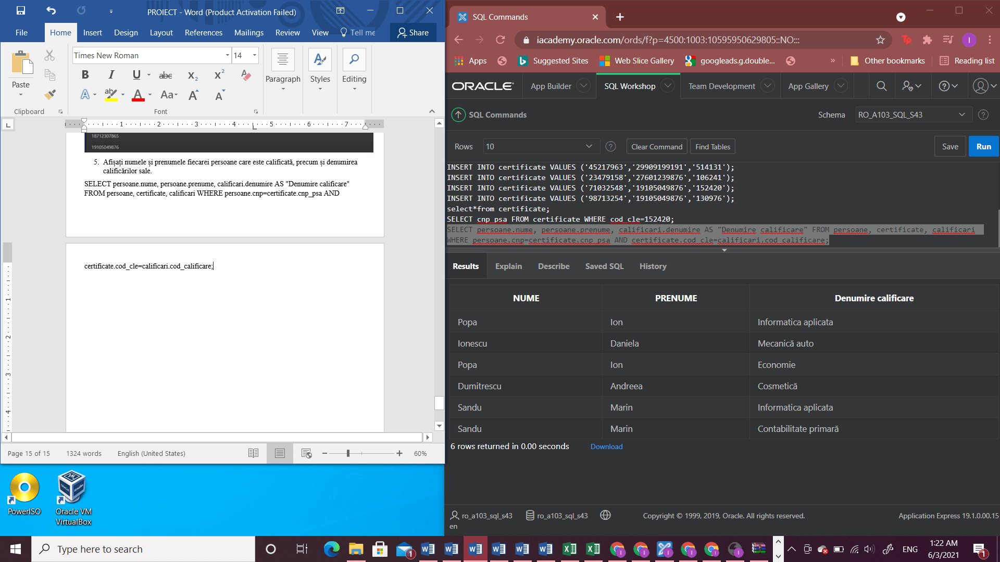 PROIECT - Word (Product Activation Failed)
File Home Insert Design Layout References Mailings Review View Tell me Share
Times New Roman 14
Paste
Paragraph Styles Editing
Clipboard Font
18712307865
19105049876
5. Afișați numele și prenumele fiecarei persoane care este calificată, precum și denumirea
calificărilor sale.
SELECT persoane.nume, persoane.prenume, calificari.denumire AS "Denumire calificare"
FROM persoane, certificate, calificari WHERE persoane.cnp=certificate.cnp_psa AND
certificate.cod_cle=calificari.cod_calificare;
Page 15 of 15 1324 words English (United States) 60%
PowerISO
Oracle VM
VirtualBox
SQL Commands
iacademy.oracle.com/ords/f?p=4500:1003:10595950629805::NO:::
Apps Suggested Sites Web Slice Gallery googleads.g.double... » Other bookmarks Reading list
ORACLE App Builder SQL Workshop Team Development App Gallery
SQL Commands Schema RO_A103_SQL_S43
Rows 10 Clear Command Find Tables Save Run
INSERT INTO certificate VALUES ('45217963','29909199191','514131');
INSERT INTO certificate VALUES ('23479158','27601239876','106241');
INSERT INTO certificate VALUES ('71032548','19105049876','152420');
INSERT INTO certificate VALUES ('98713254','19105049876','130976');
select*from certificate;
SELECT cnp_psa FROM certificate WHERE cod_cle=152420;
SELECT persoane.nume, persoane.prenume, calificari.denumire AS "Denumire calificare" FROM persoane, certificate, calificari
WHERE persoane.cnp=certificate.cnp_psa AND certificate.cod_cle=calificari.cod_calificare;
Results Explain Describe Saved SQL History
NUME PRENUME Denumire calificare
Popa Ion Informatica aplicata
Ionescu Daniela Mecanică auto
Popa Ion Economie
Dumitrescu Andreea Cosmetică
Sandu Marin Informatica aplicata
Sandu Marin Contabilitate primară
6 rows returned in 0.00 seconds Download
ro_a103_sql_s43 ro_a103_sql_s43 Copyright © 1999, 2019, Oracle. All rights reserved. Application Express 19.1.0.00.15
en
Type here to search
ENG 1:22 AM
6/3/2021